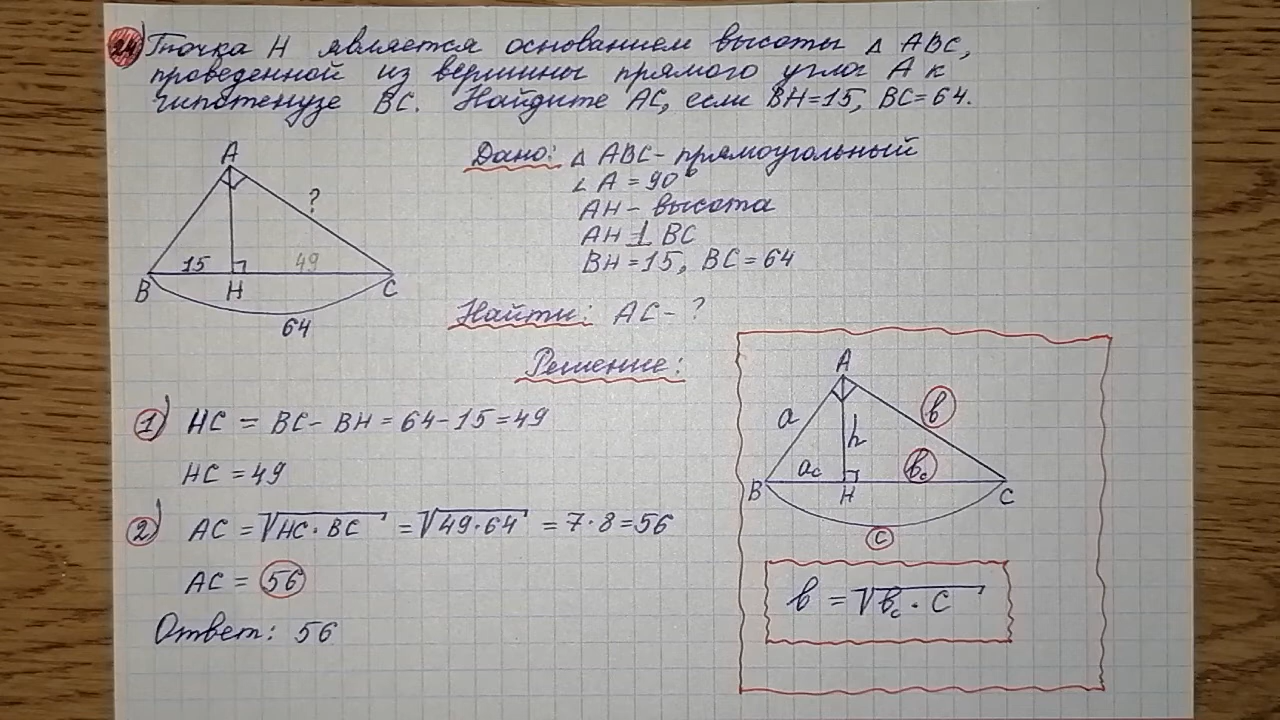 24) Точка H является основанием высоты △ ABC,
проведенной из вершины прямого угла A к
гипотенузе BC. Найдите AC, если BH=15, BC=64.
Дано: △ ABC - прямоугольный
∠ A = 90°
AH - высота
AH ⊥ BC
BH = 15, BC = 64
A
?
15
49
B
H
C
64
Найти: AC - ?
Решение:
1) HC = BC - BH = 64 - 15 = 49
HC = 49
2) AC = √HC · BC = √49 · 64 = 7 · 8 = 56
AC = 56
Ответ: 56
A
a
b
h
a_c
b_c
B
H
C
c
b = √b_c · c